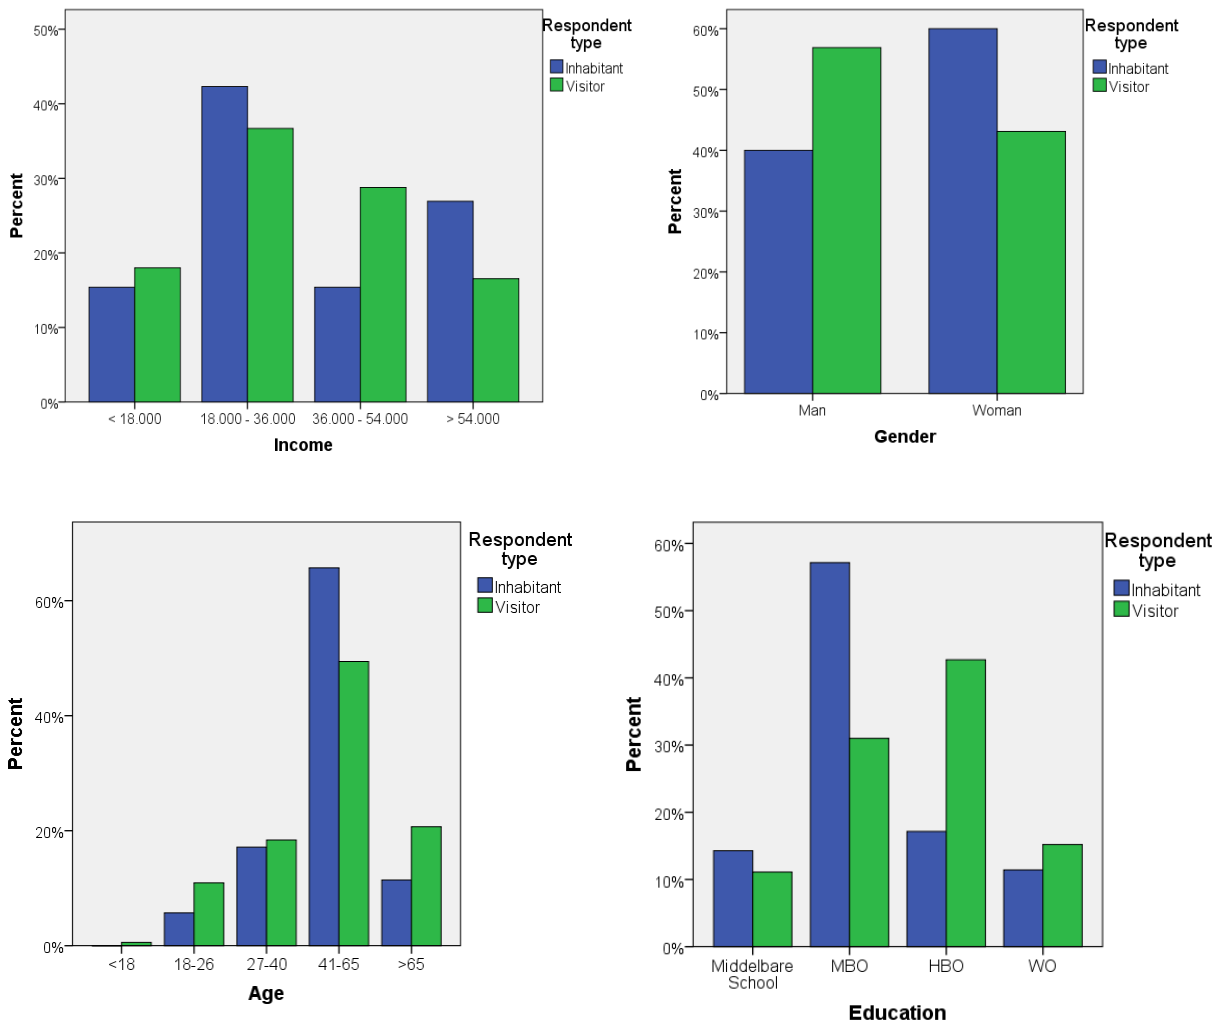 50%
40%
30%
20%
10%
0%
Percent
< 18.000 18.000 - 36.000 36.000 - 54.000 > 54.000
Income
Respondent
type
Inhabitant
Visitor
60%
50%
40%
30%
20%
10%
0%
Percent
Man Woman
Gender
Respondent
type
Inhabitant
Visitor
60%
40%
20%
0%
Percent
<18 18-26 27-40 41-65 >65
Age
Respondent
type
Inhabitant
Visitor
60%
50%
40%
30%
20%
10%
0%
Percent
Middelbare MBO HBO WO
School
Education
Respondent
type
Inhabitant
Visitor